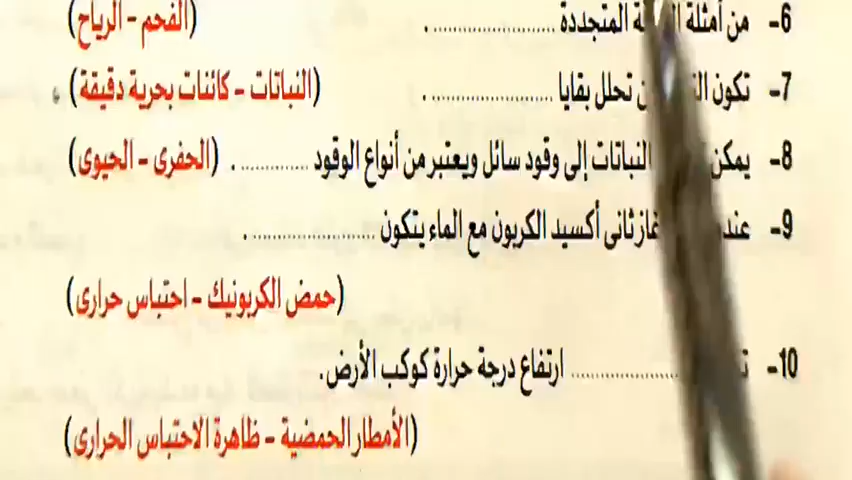 6- من أمثلة المتجددة .................... . (الفحم - الرياح)
7- تكون تحلل بقايا .................... . (النباتات - كائنات بحرية دقيقة)
8- يمكن النباتات إلى وقود سائل ويعتبر من أنواع الوقود ............ . (الحفرى - الحيوى)
9- غاز ثانى أكسيد الكربون مع الماء يتكون .................... .
(حمض الكربونيك - احتباس حرارى)
10- .................... ارتفاع درجة حرارة كوكب الأرض.
(الأمطار الحمضية - ظاهرة الاحتباس الحرارى)